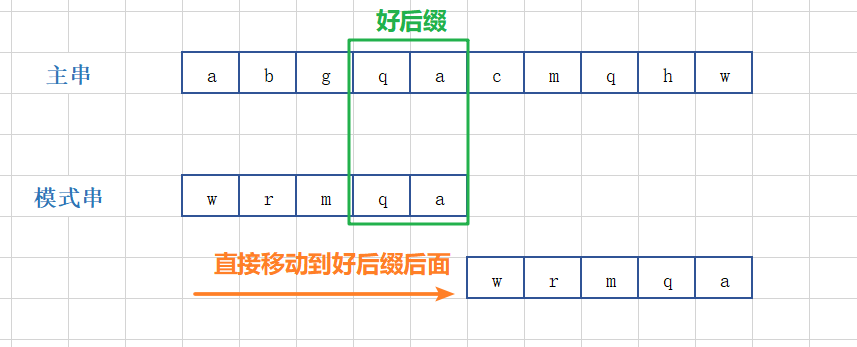 好后缀
主串 a b g q a c m q h w
模式串 w r m q a
直接移动到好后缀后面
w r m q a